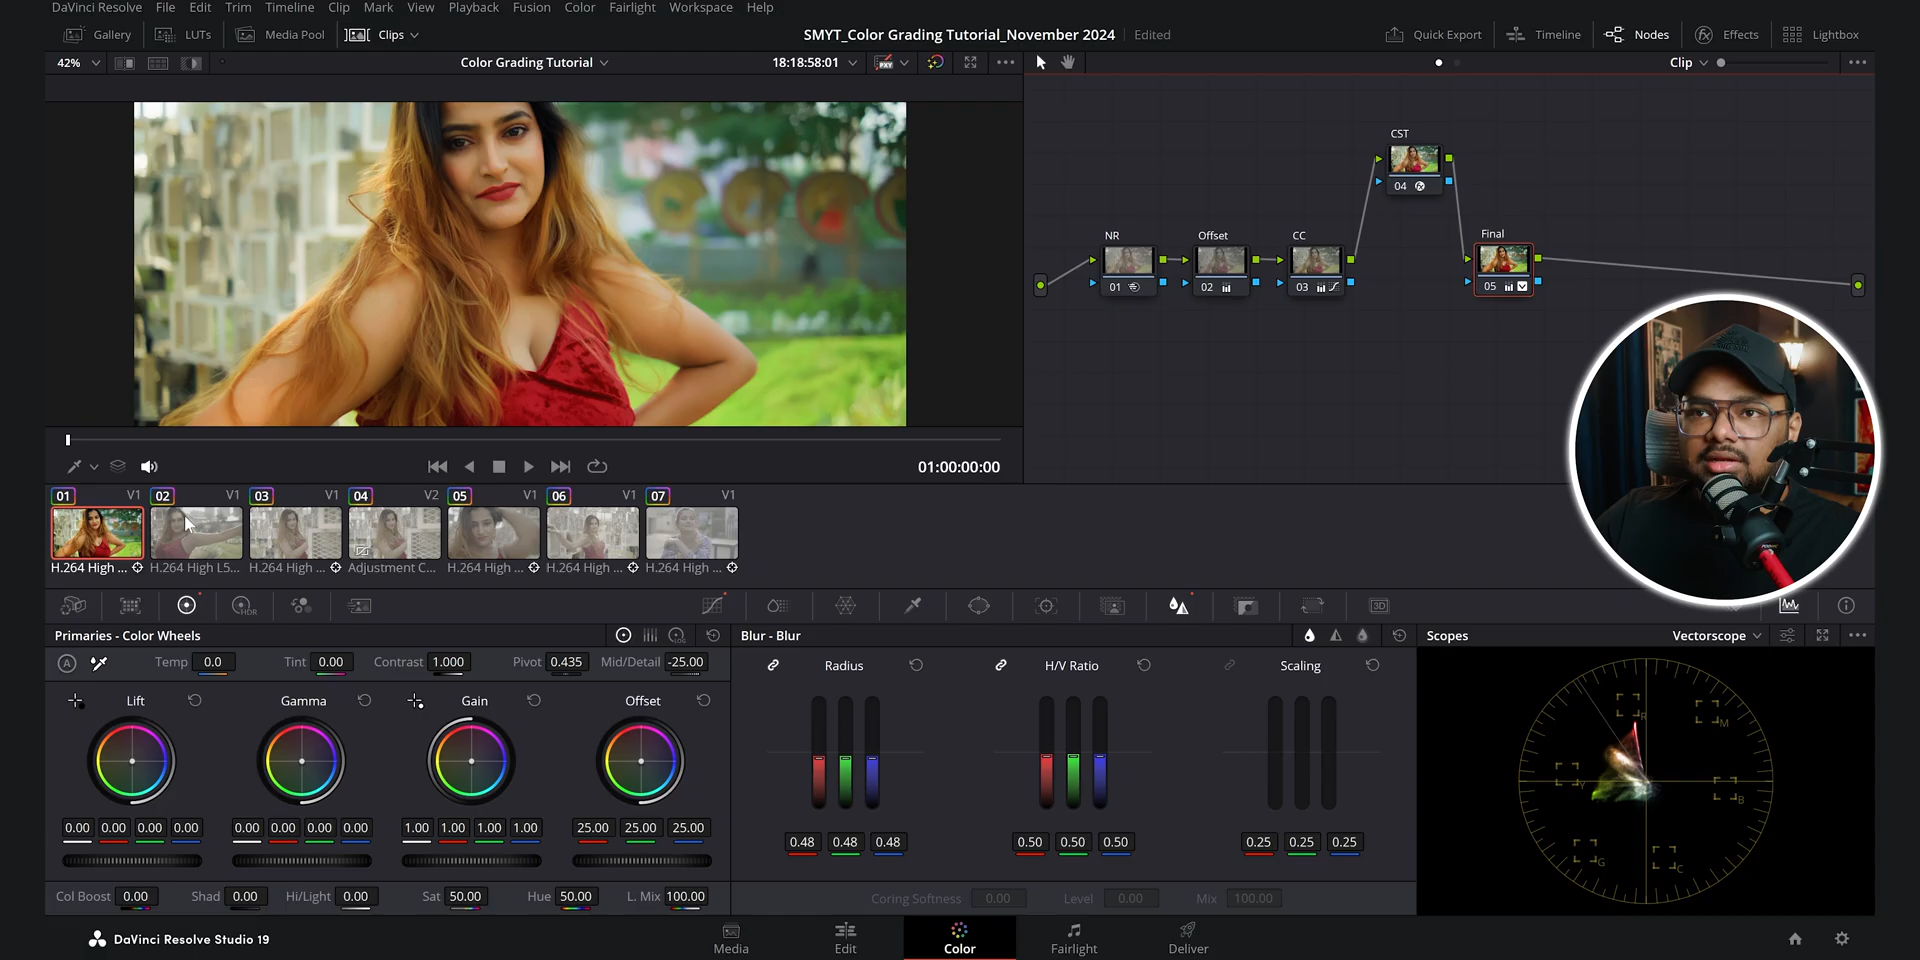 DaVinci Resolve File Edit Trim Timeline Clip Mark View Playback Fusion Color Fairlight Workspace Help
Gallery LUTs Media Pool Clips SMYT_Color Grading Tutorial_November 2024 Edited Quick Export Timeline Nodes Effects Lightbox
42% Color Grading Tutorial 18:18:58:01 PXY Clip
CST
04
NR Offset CC Final
01 02 03 05
01:00:00:00
01 V1 02 V1 03 V1 04 V2 05 V1 06 V1 07 V1
H.264 High ... H.264 High L5... H.264 High ... Adjustment C... H.264 High ... H.264 High ... H.264 High ...
HDR 3D
Primaries - Color Wheels LOG Blur - Blur Scopes Vectorscope
A Temp 0.0 Tint 0.00 Contrast 1.000 Pivot 0.435 Mid/Detail -25.00 Radius H/V Ratio Scaling
Lift Gamma Gain Offset
R M
Y B
G C
0.00 0.00 0.00 0.00 0.00 0.00 0.00 0.00 1.00 1.00 1.00 1.00 25.00 25.00 25.00
0.48 0.48 0.48 0.50 0.50 0.50 0.25 0.25 0.25
Col Boost 0.00 Shad 0.00 Hi/Light 0.00 Sat 50.00 Hue 50.00 L. Mix 100.00 Coring Softness 0.00 Level 0.00 Mix 100.00
DaVinci Resolve Studio 19 Media Edit Color Fairlight Deliver